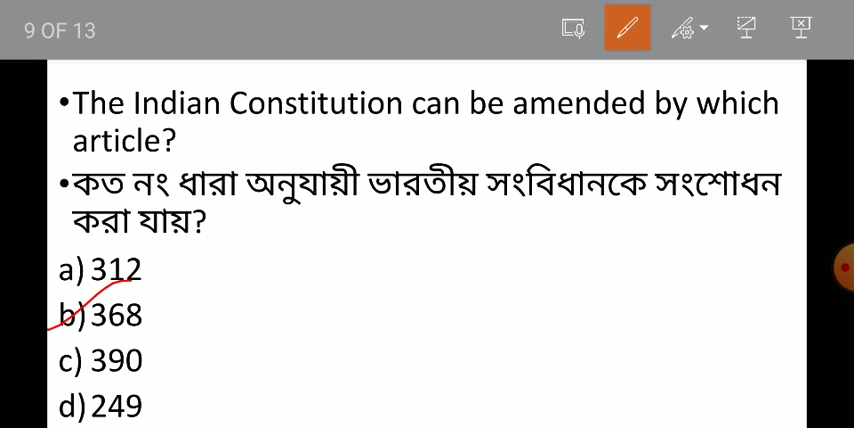 9 OF 13
•The Indian Constitution can be amended by which
article?
•কত নং ধারা অনুযায়ী ভারতীয় সংবিধানকে সংশোধন
করা যায়?
a) 312
b) 368
c) 390
d) 249